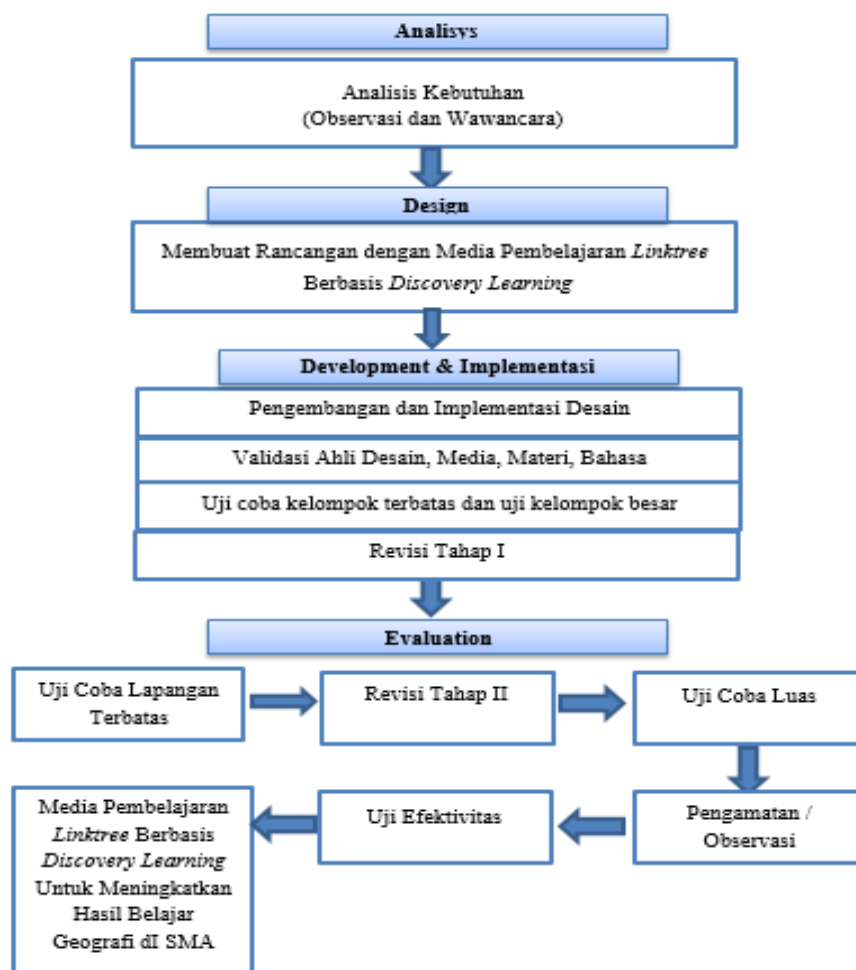 Analisys
Analisis Kebutuhan
(Observasi dan Wawancara)
Design
Membuat Rancangan dengan Media Pembelajaran Linktree
Berbasis Discovery Learning
Development & Implementasi
Pengembangan dan Implementasi Desain
Validasi Ahli Desain, Media, Materi, Bahasa
Uji coba kelompok terbatas dan uji kelompok besar
Revisi Tahap I
Evaluation
Uji Coba Lapangan
Terbatas
Revisi Tahap II
Uji Coba Luas
Pengamatan /
Observasi
Uji Efektivitas
Media Pembelajaran
Linktree Berbasis
Discovery Learning
Untuk Meningkatkan
Hasil Belajar
Geografi dI SMA